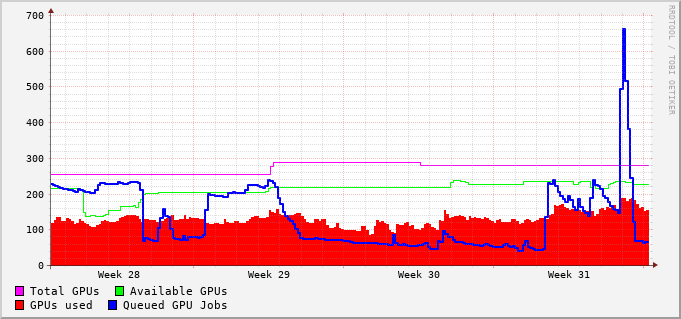 700
600
500
400
300
200
100
0
Week 28 Week 29 Week 30 Week 31
Total GPUs Available GPUs
GPUs used Queued GPU Jobs
RRDTOOL / TOBI OETIKER